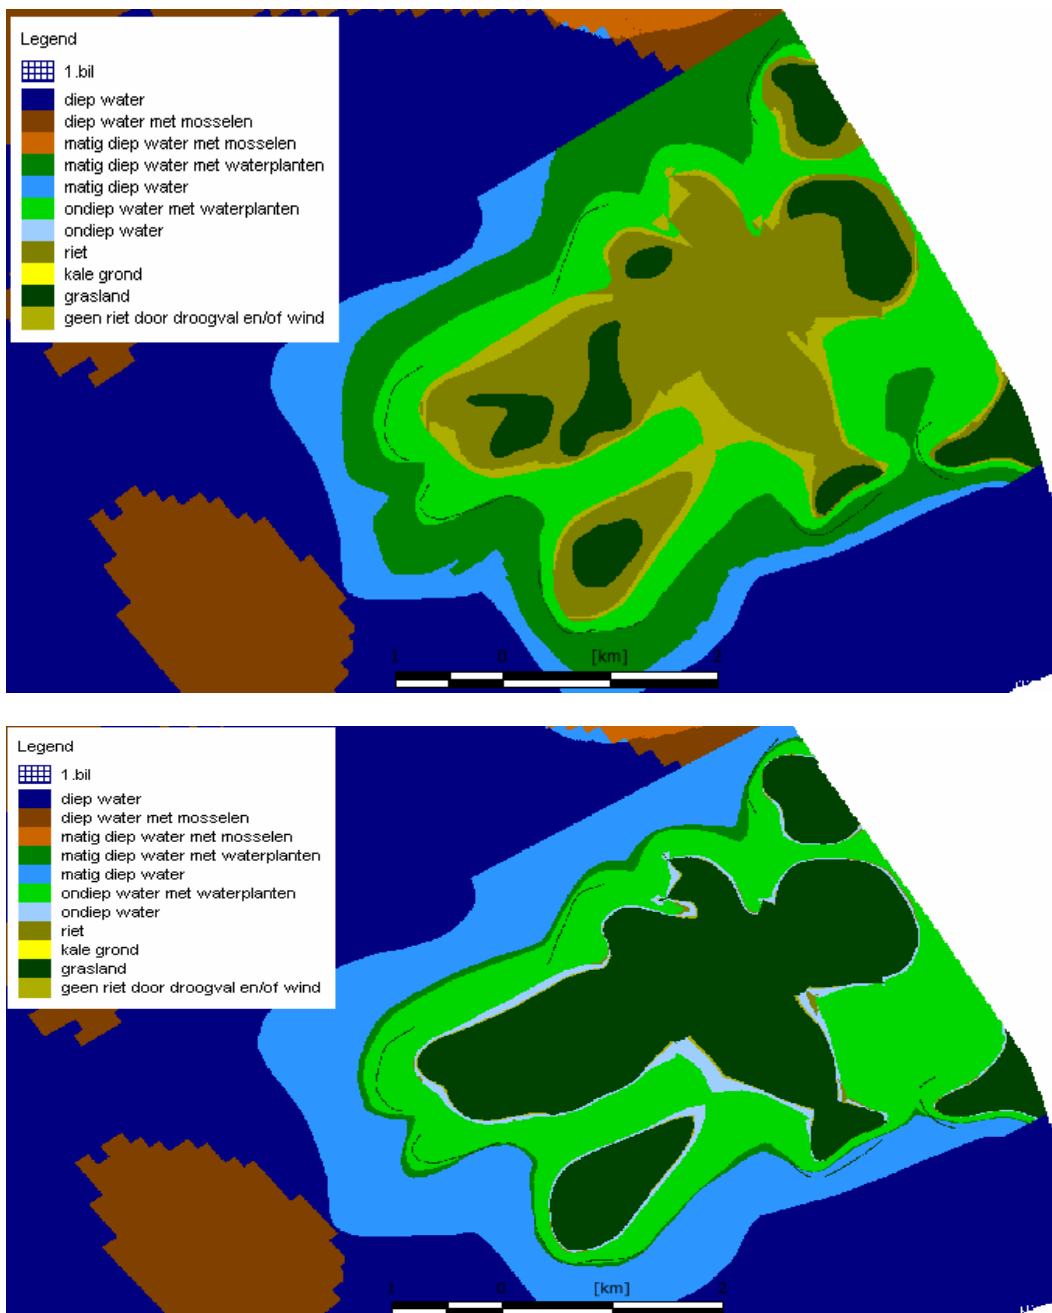 Legend
1.bil
diep water
diep water met mosselen
matig diep water met mosselen
matig diep water met waterplanten
matig diep water
ondiep water met waterplanten
ondiep water
riet
kale grond
grasland
geen riet door droogval en/of wind
1 0 [km] 2
Legend
1.bil
diep water
diep water met mosselen
matig diep water met mosselen
matig diep water met waterplanten
matig diep water
ondiep water met waterplanten
ondiep water
riet
kale grond
grasland
geen riet door droogval en/of wind
1 0 [km] 2